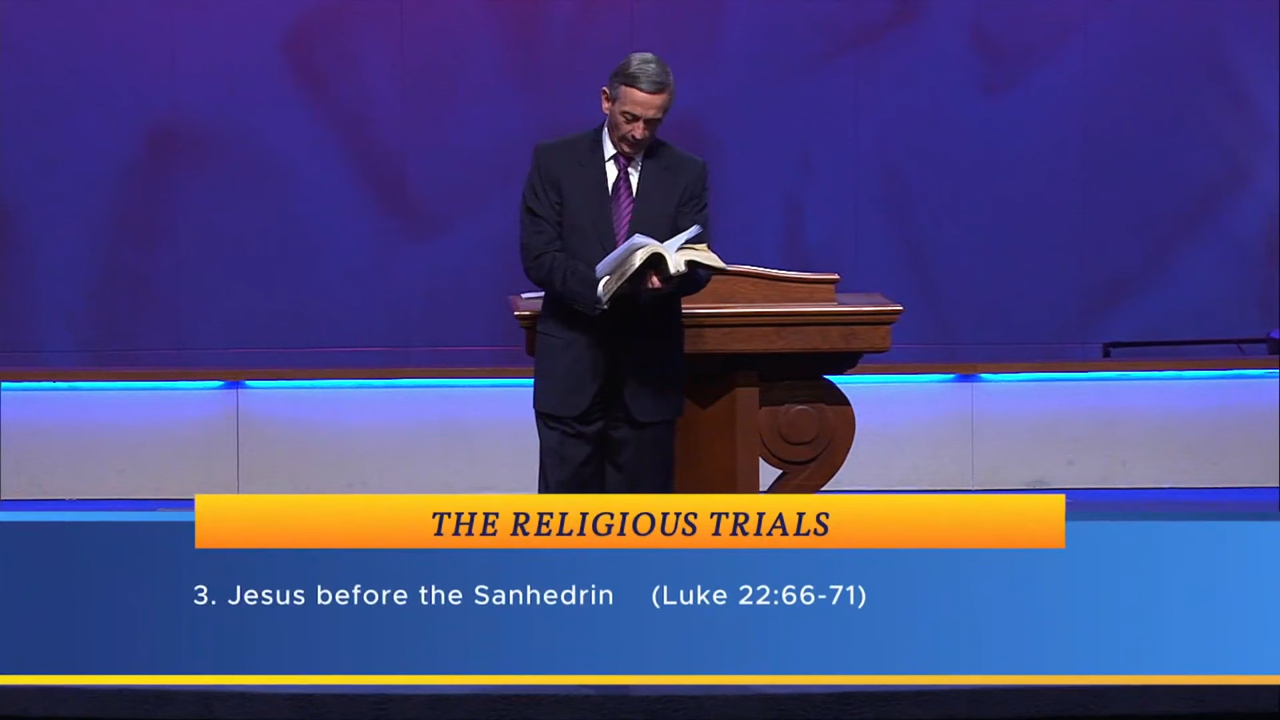 THE RELIGIOUS TRIALS
3. Jesus before the Sanhedrin (Luke 22:66-71)